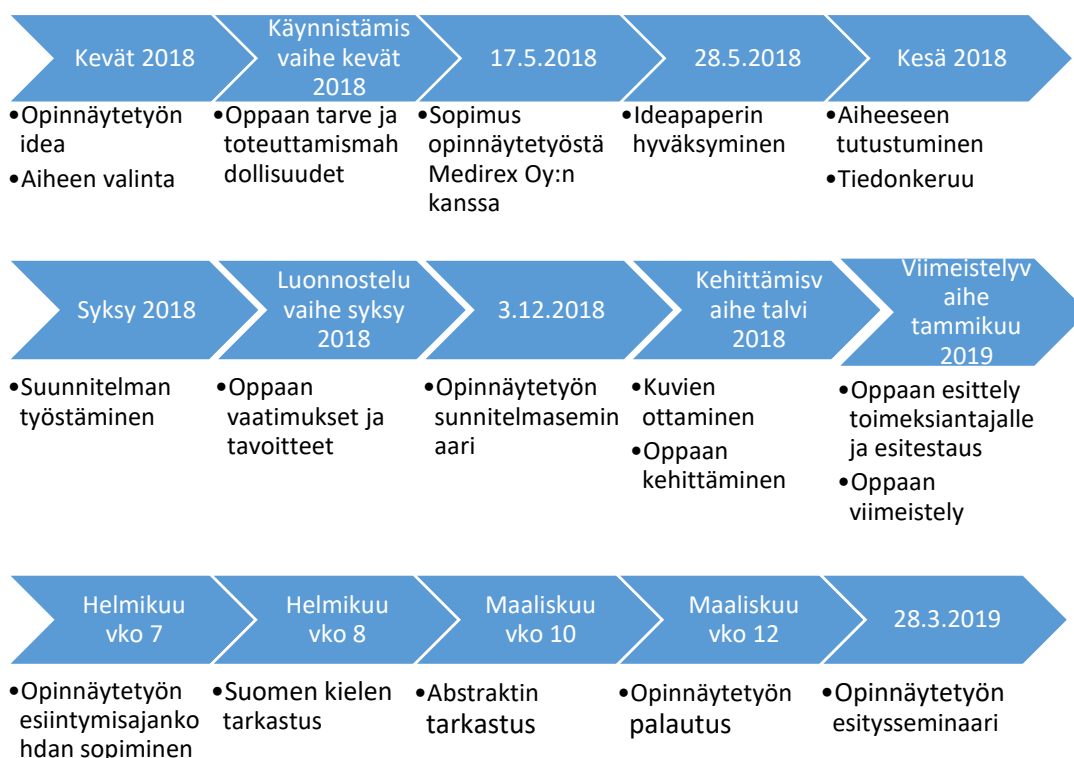 Kevät 2018
Käynnistämis
vaihe kevät
2018
17.5.2018
28.5.2018
Kesä 2018
•Opinnäytetyön
idea
•Aiheen valinta
•Oppaan tarve ja
toteuttamismah
dollisuudet
•Sopimus
opinnäytetyöstä
Medirex Oy:n
kanssa
•Ideapaperin
hyväksyminen
•Aiheeseen
tutustuminen
•Tiedonkeruu
Syksy 2018
Luonnostelu
vaihe syksy
2018
3.12.2018
Kehittämisv
aihe talvi
2018
Viimeistelyv
aihe
tammikuu
2019
•Suunnitelman
työstäminen
•Oppaan
vaatimukset ja
tavoitteet
•Opinnäytetyön
sunnitelmasemin
aari
•Kuvien
ottaminen
•Oppaan
kehittäminen
•Oppaan esittely
toimeksiantajalle
ja esitestaus
•Oppaan
viimeistely
Helmikuu
vko 7
Helmikuu
vko 8
Maaliskuu
vko 10
Maaliskuu
vko 12
28.3.2019
•Opinnäytetyön
esiintymisajanko
hdan sopiminen
•Suomen kielen
tarkastus
•Abstraktin
tarkastus
•Opinnäytetyön
palautus
•Opinnäytetyön
esitysseminaari